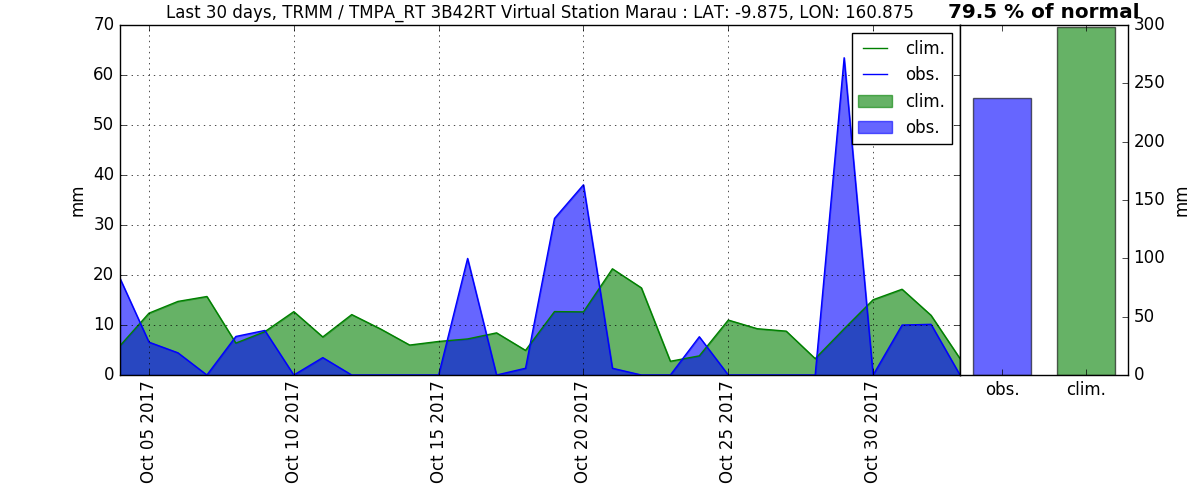 Last 30 days, TRMM / TMPA_RT 3B42RT Virtual Station Marau : LAT: -9.875, LON: 160.875
79.5 % of normal
70
60
50
40
30
20
10
0
mm
clim.
obs.
clim.
obs.
Oct 05 2017
Oct 10 2017
Oct 15 2017
Oct 20 2017
Oct 25 2017
Oct 30 2017
300
250
200
150
100
50
0
mm
obs.
clim.